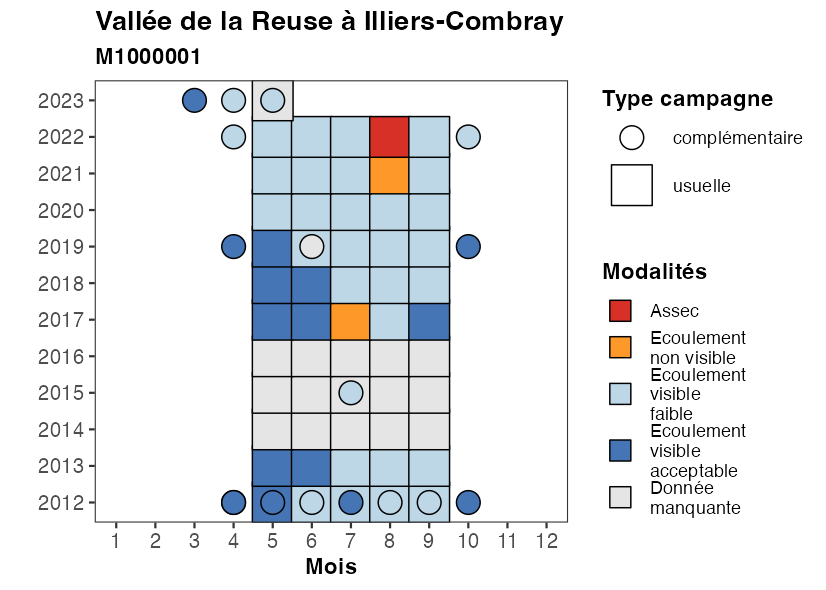 Vallée de la Reuse à Illiers-Combray
M1000001
2023
2022
2021
2020
2019
2018
2017
2016
2015
2014
2013
2012
1 2 3 4 5 6 7 8 9 10 11 12
Mois
Type campagne
complémentaire
usuelle
Modalités
Assec
Ecoulement
non visible
Ecoulement
visible
faible
Ecoulement
visible
acceptable
Donnée
manquante